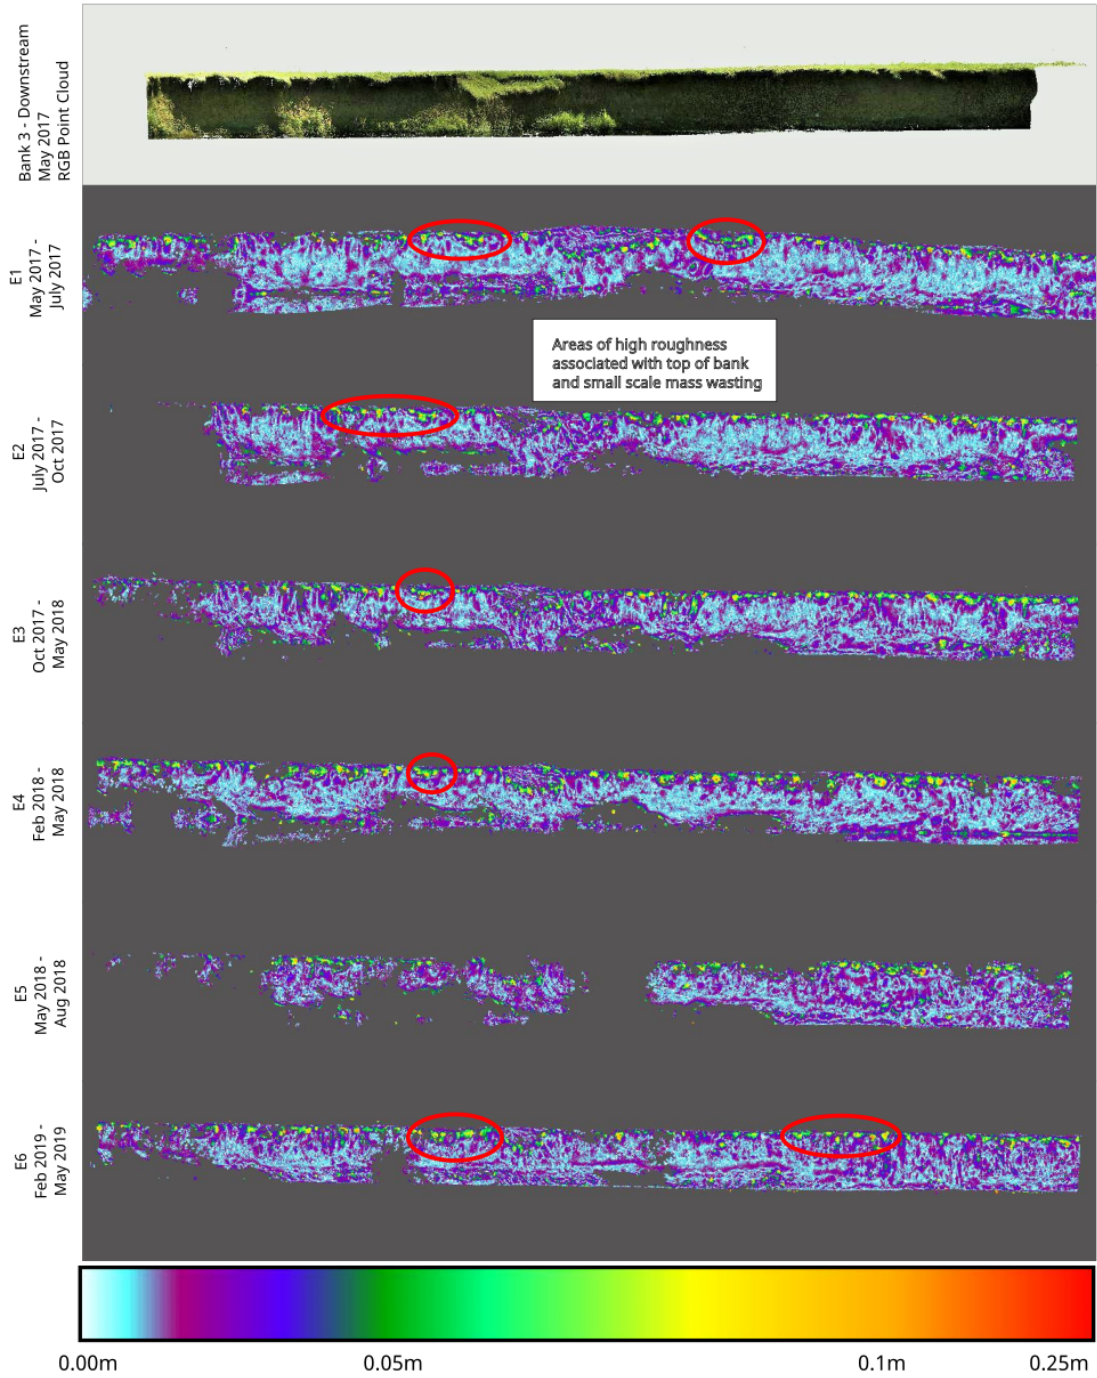 Bank 3 - Downstream
May 2017
RGB Point Cloud
E1
May 2017 -
July 2017
Areas of high roughness
associated with top of bank
and small scale mass wasting
E2
July 2017 -
Oct 2017
E3
Oct 2017 -
May 2018
E4
Feb 2018 -
May 2018
E5
May 2018 -
Aug 2018
E6
Feb 2019 -
May 2019
0.00m 0.05m 0.1m 0.25m